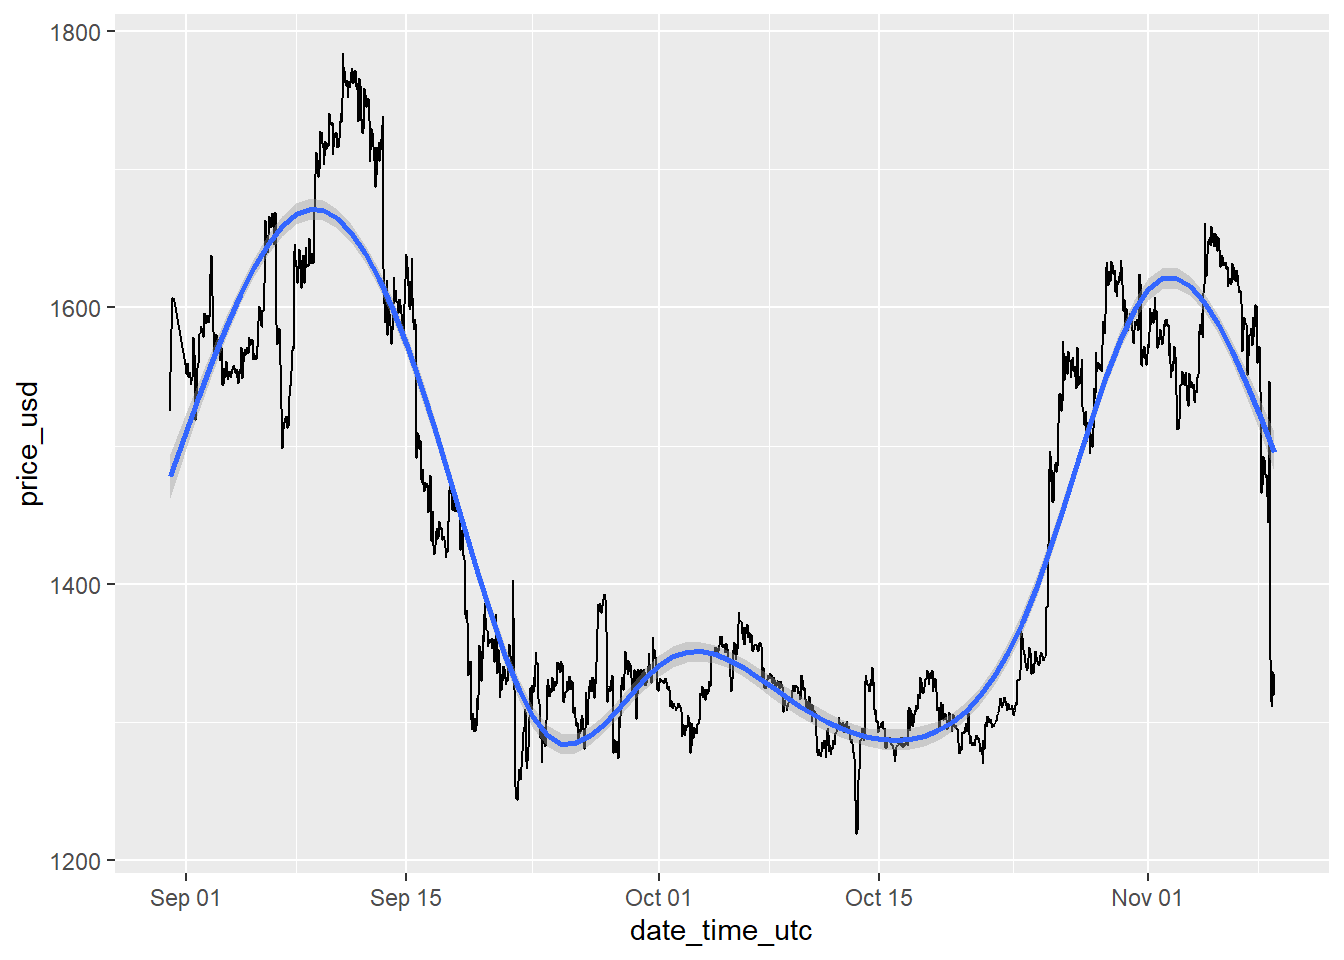 1800
1600
1400
1200
price_usd
Sep 01
Sep 15
Oct 01
Oct 15
Nov 01
date_time_utc